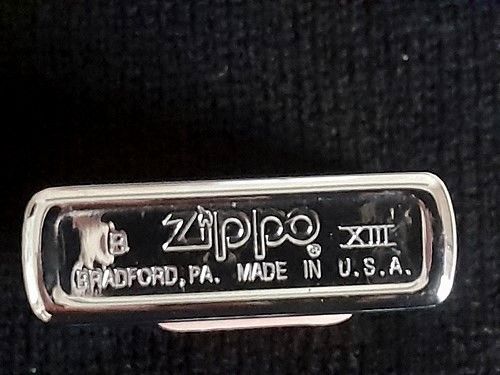 B Zippo® XIII
BRADFORD, PA. MADE IN U.S.A.